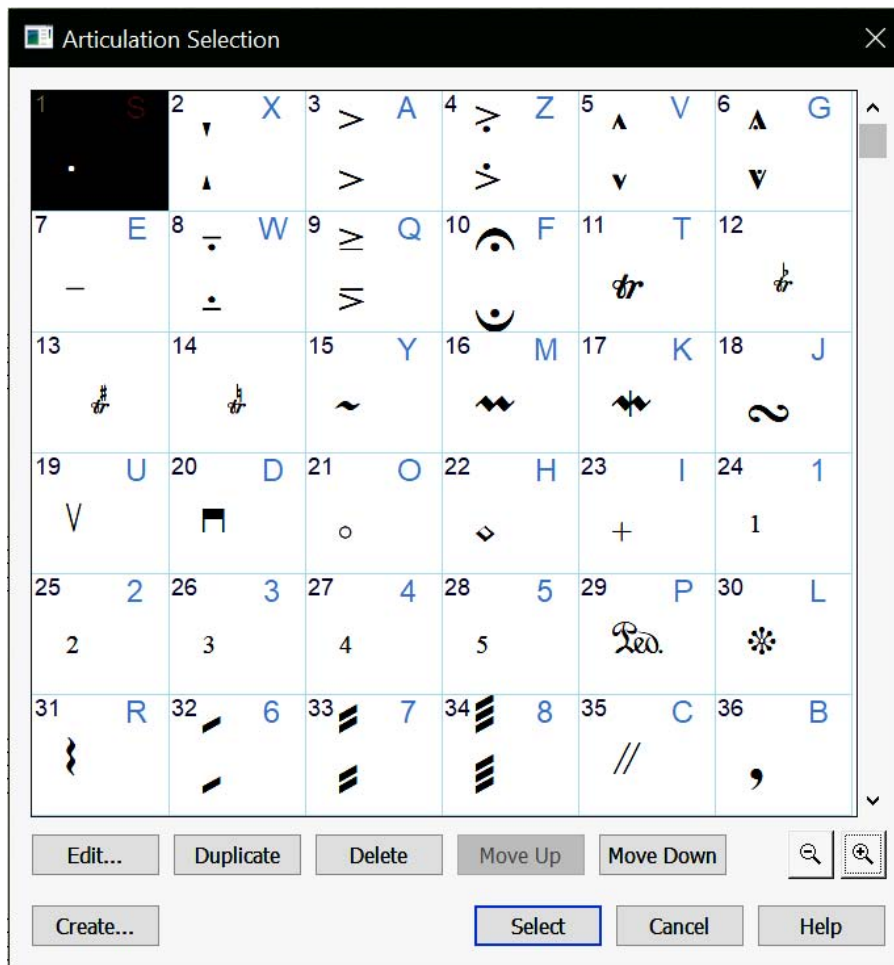 Articulation Selection
1 S 2 X 3 A 4 Z 5 V 6 G
7 E 8 W 9 Q 10 F 11 T 12
tr tr
13 14 15 Y 16 M 17 K 18 J
tr tr
19 U 20 D 21 O 22 H 23 I 24 1
1
25 2 26 3 27 4 28 5 29 P 30 L
2 3 4 5 Ped.
31 R 32 6 33 7 34 8 35 C 36 B
Edit... Duplicate Delete Move Up Move Down
Create... Select Cancel Help